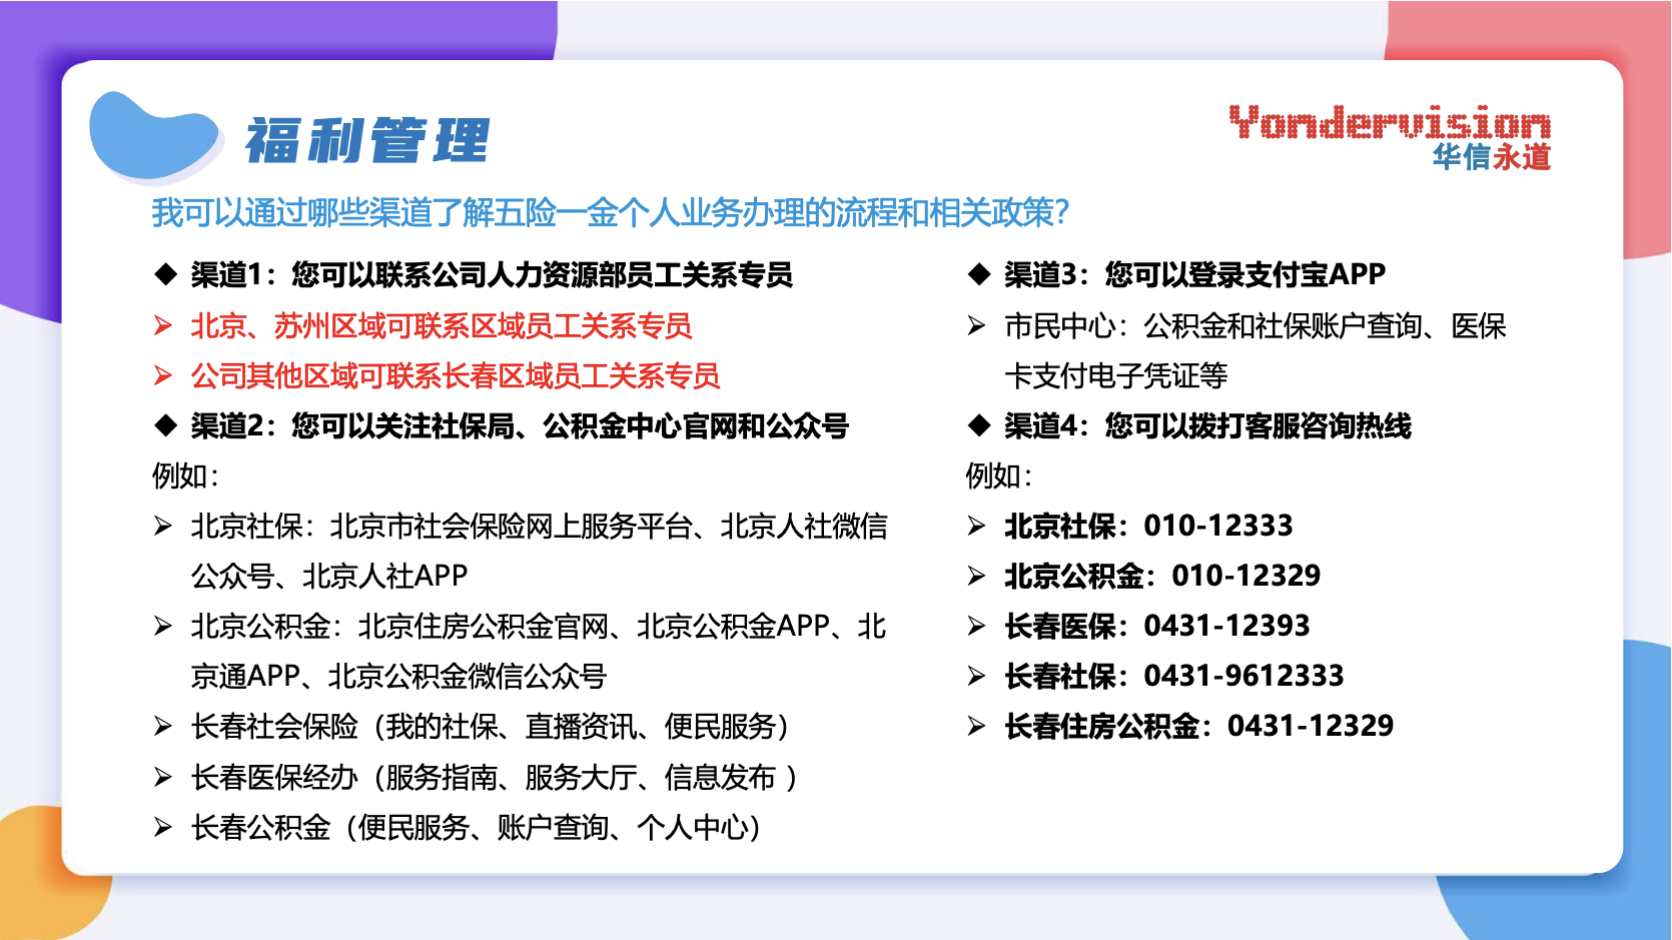 福利管理
Yondervision
华信永道
我可以通过哪些渠道了解五险一金个人业务办理的流程和相关政策?
◆ 渠道1：您可以联系公司人力资源部员工关系专员
➢ 北京、苏州区域可联系区域员工关系专员
➢ 公司其他区域可联系长春区域员工关系专员
◆ 渠道2：您可以关注社保局、公积金中心官网和公众号
例如：
➢ 北京社保：北京市社会保险网上服务平台、北京人社微信
公众号、北京人社APP
➢ 北京公积金：北京住房公积金官网、北京公积金APP、北
京通APP、北京公积金微信公众号
➢ 长春社会保险（我的社保、直播资讯、便民服务）
➢ 长春医保经办（服务指南、服务大厅、信息发布 ）
➢ 长春公积金（便民服务、账户查询、个人中心）
◆ 渠道3：您可以登录支付宝APP
➢ 市民中心：公积金和社保账户查询、医保
卡支付电子凭证等
◆ 渠道4：您可以拨打客服咨询热线
例如：
➢ 北京社保：010-12333
➢ 北京公积金：010-12329
➢ 长春医保：0431-12393
➢ 长春社保：0431-9612333
➢ 长春住房公积金：0431-12329